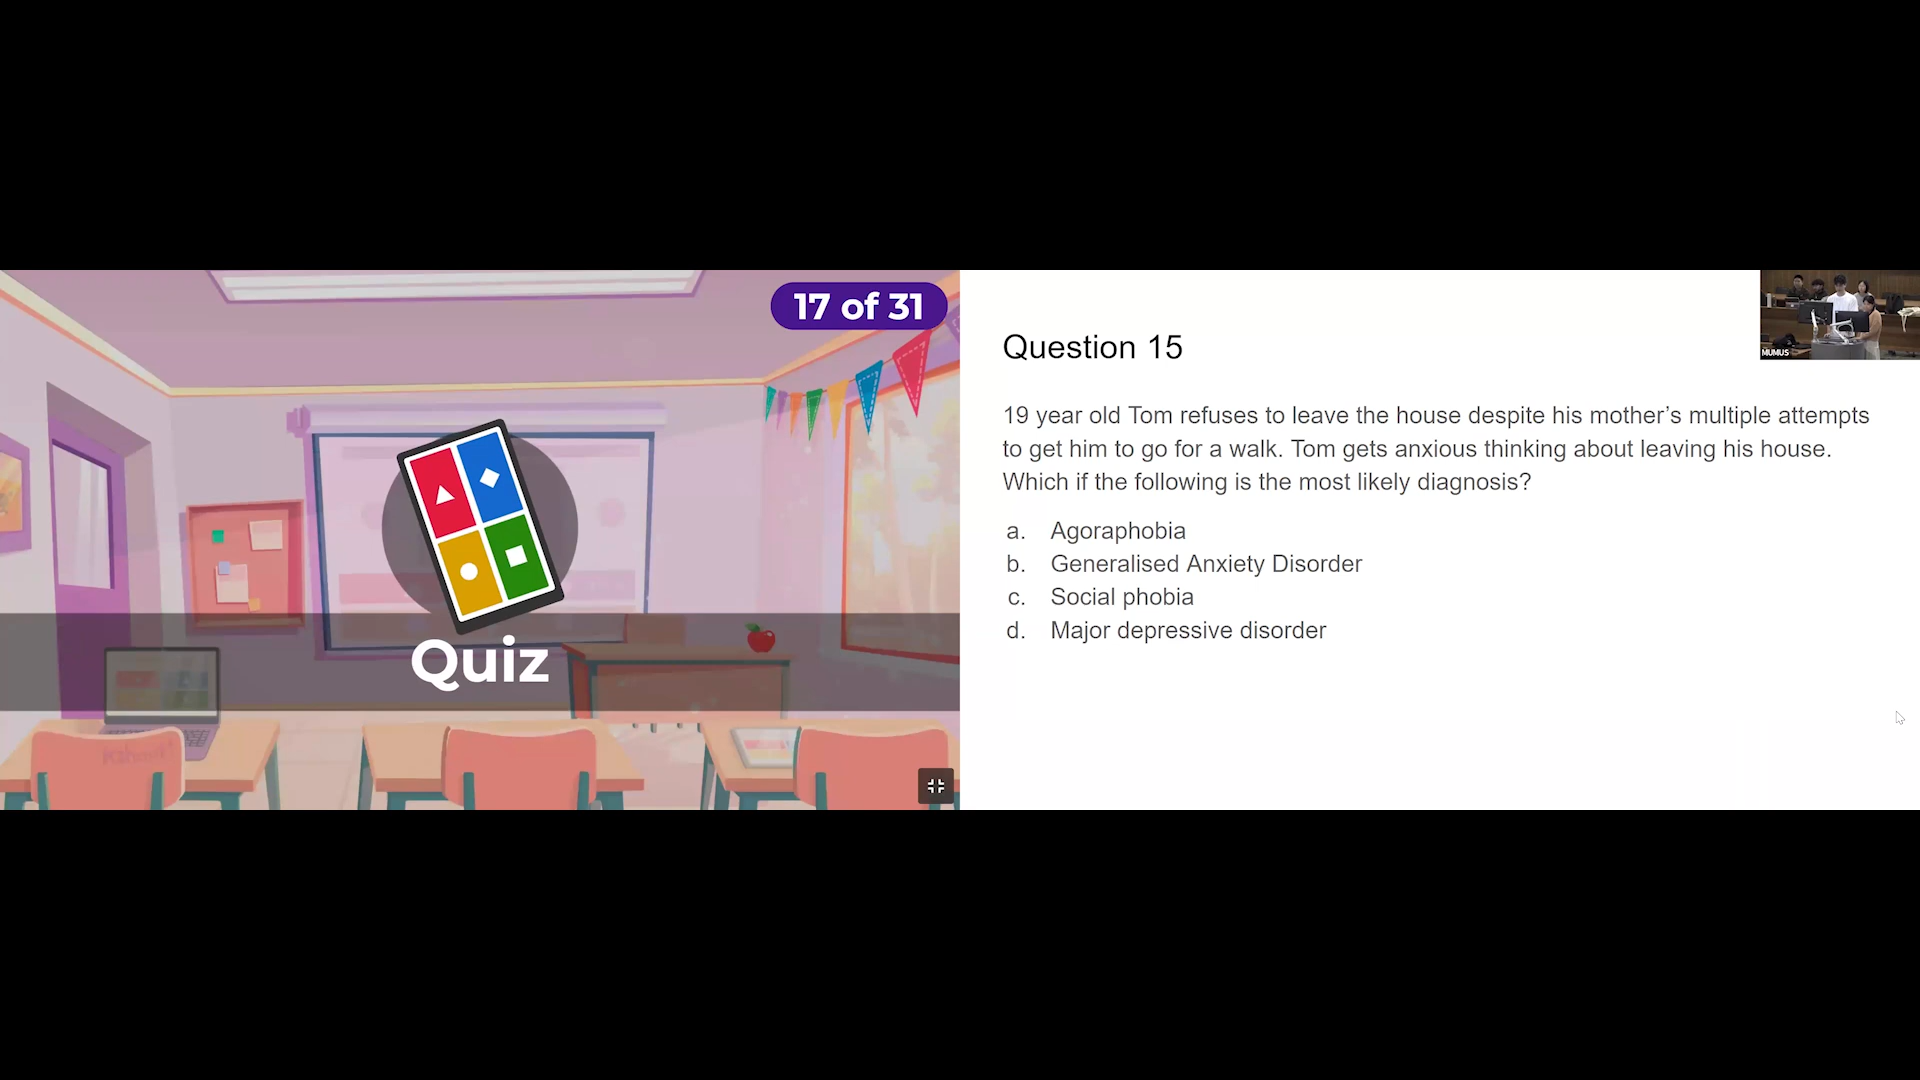 17 of 31
Quiz
Question 15
19 year old Tom refuses to leave the house despite his mother’s multiple attempts
to get him to go for a walk. Tom gets anxious thinking about leaving his house.
Which if the following is the most likely diagnosis?
a. Agoraphobia
b. Generalised Anxiety Disorder
c. Social phobia
d. Major depressive disorder
MUMUS